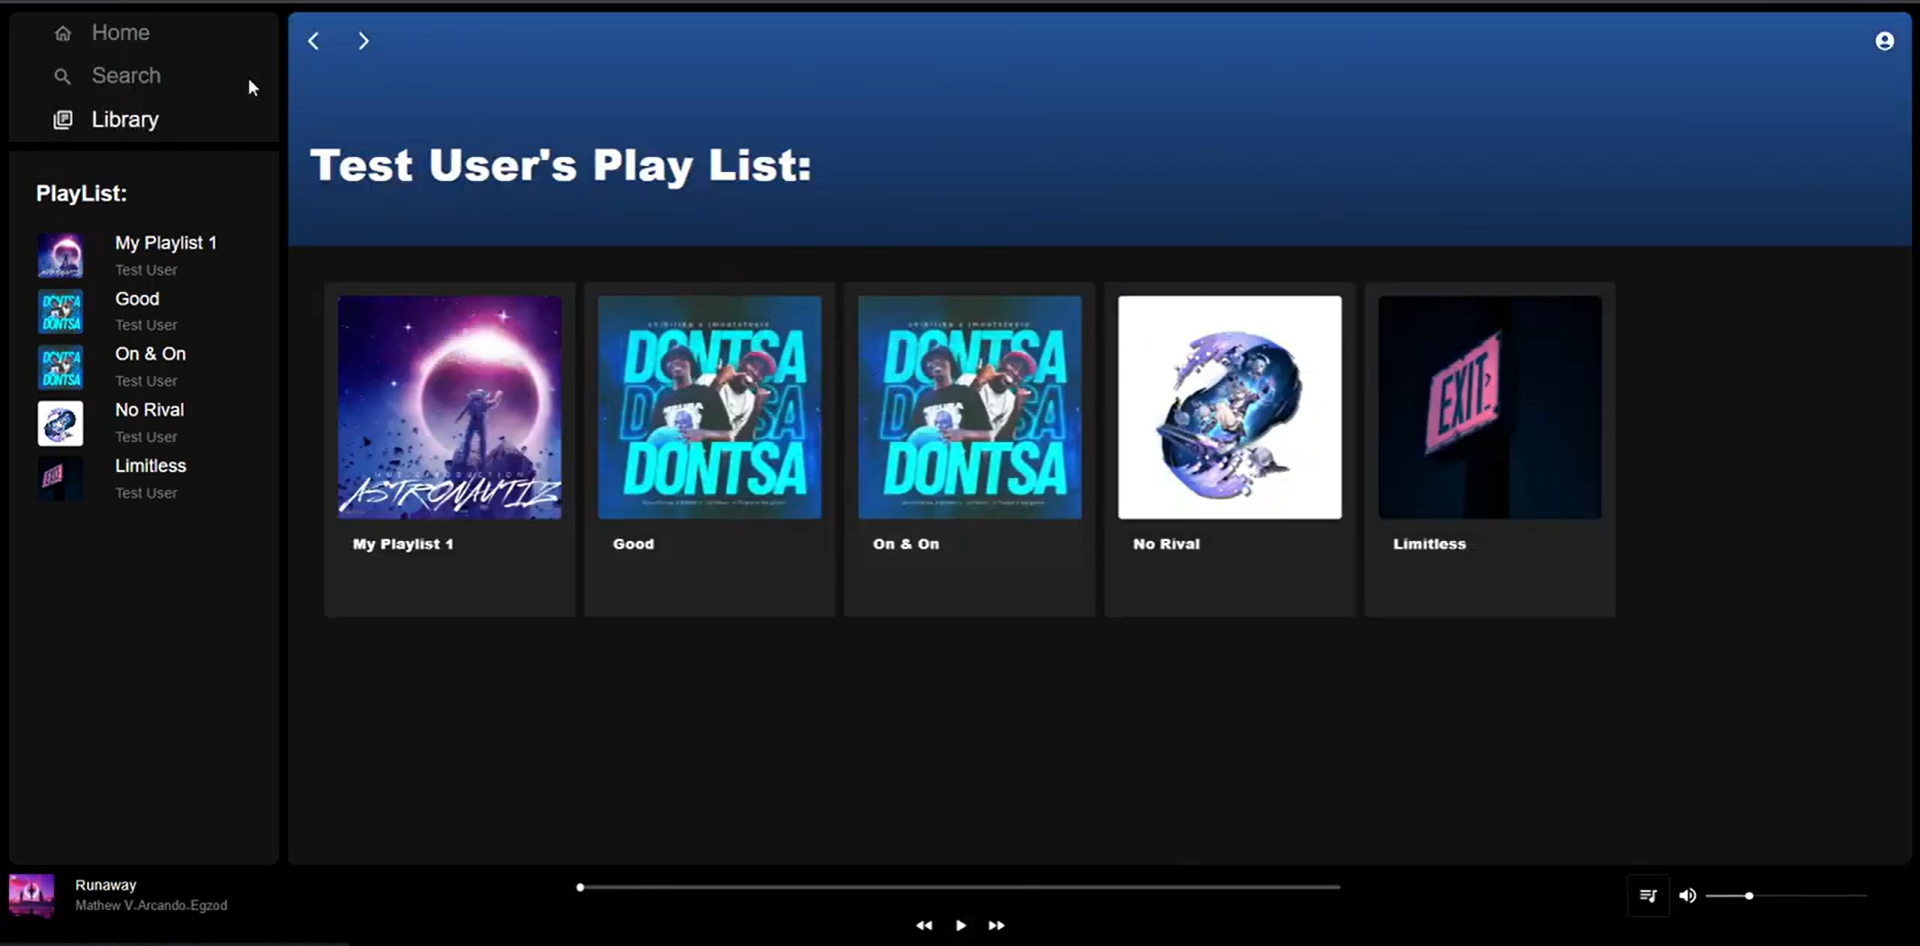 Home
Search
Library
PlayList:
My Playlist 1
Test User
Good
Test User
On & On
Test User
No Rival
Test User
Limitless
Test User
Test User's Play List:
ASTRONAUTIZ
My Playlist 1
DONTSA
DONTSA
DONTSA
Good
DONTSA
DONTSA
DONTSA
On & On
No Rival
EXIT
Limitless
Runaway
Mathew V.Arcando.Egzod